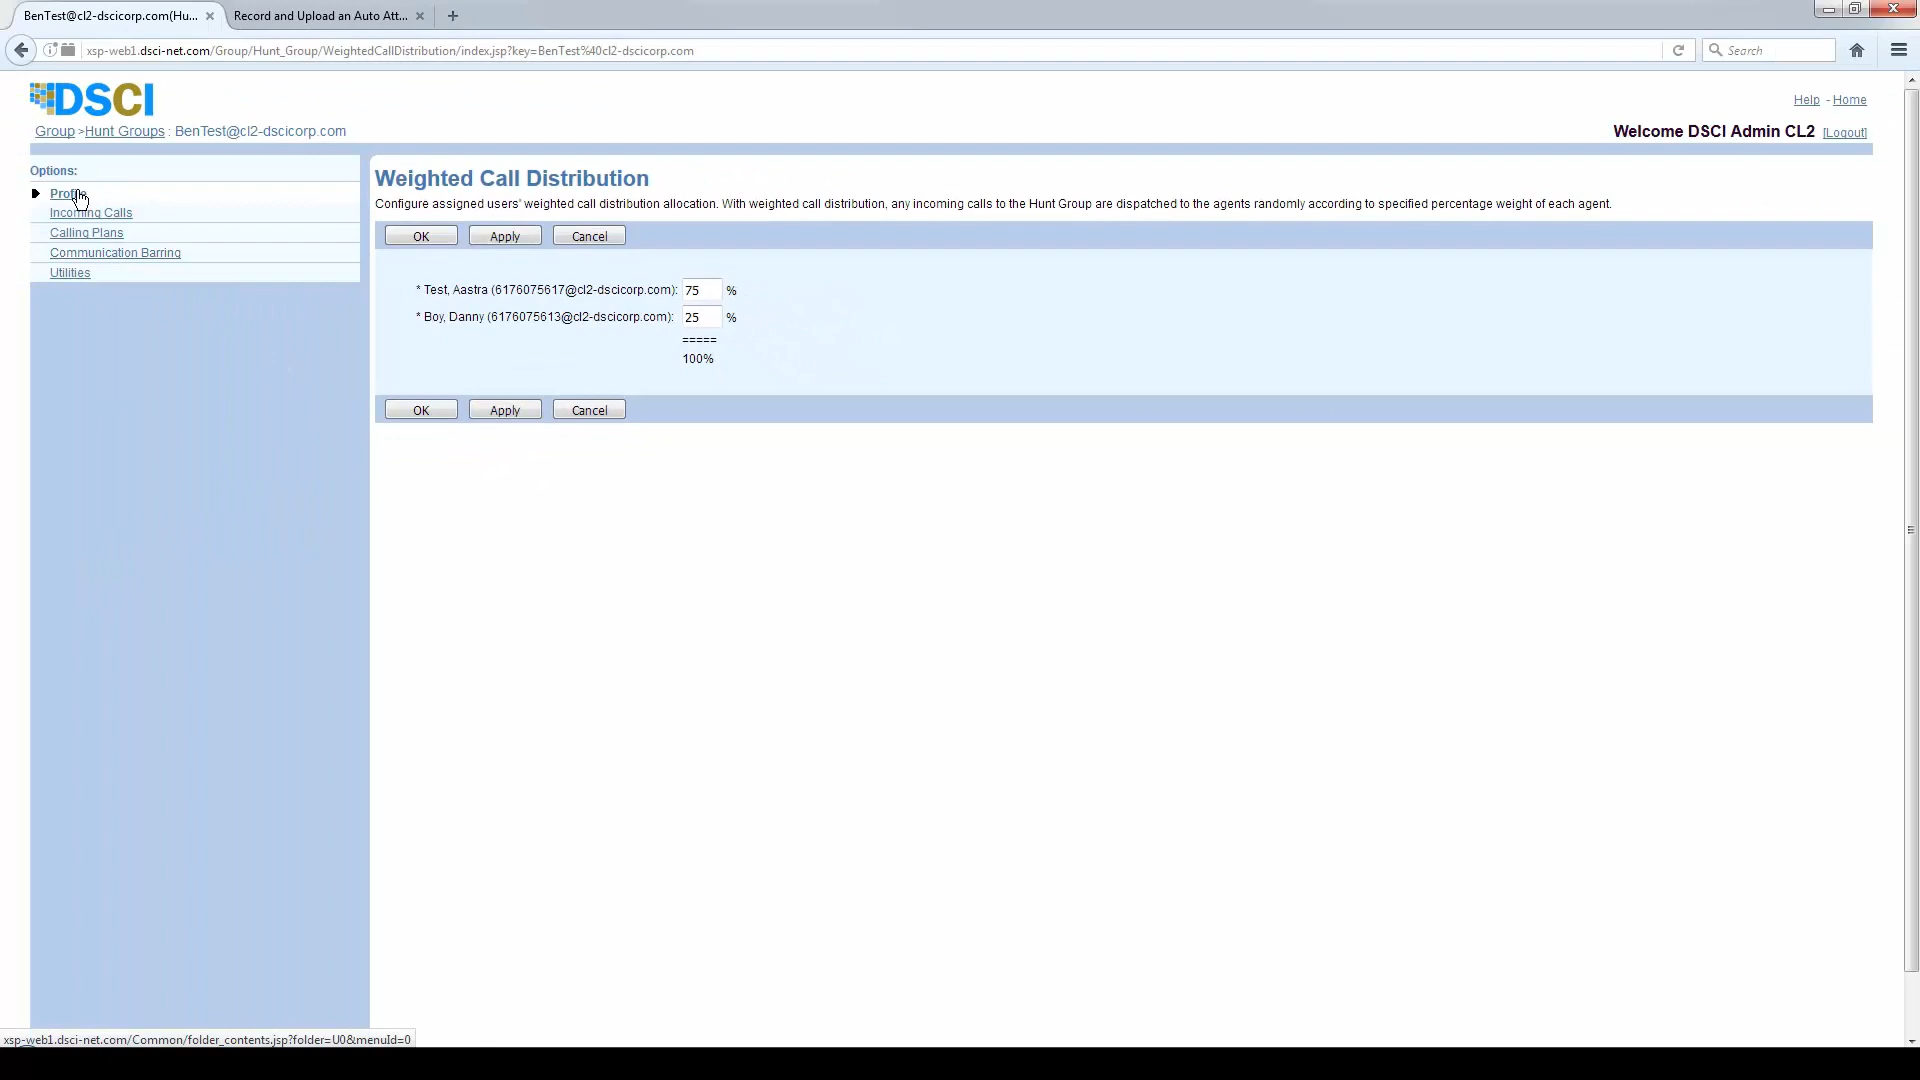 BenTest@cl2-dscicorp.com(Hu...
Record and Upload an Auto Att...
xsp-web1.dsci-net.com/Group/Hunt_Group/WeightedCallDistribution/index.jsp?key=BenTest%40cl2-dscicorp.com
Search
DSCI
Help - Home
Group >Hunt Groups : BenTest@cl2-dscicorp.com
Welcome DSCI Admin CL2 [Logout]
Options:
Profile
Incoming Calls
Calling Plans
Communication Barring
Utilities
Weighted Call Distribution
Configure assigned users' weighted call distribution allocation. With weighted call distribution, any incoming calls to the Hunt Group are dispatched to the agents randomly according to specified percentage weight of each agent.
OK Apply Cancel
* Test, Aastra (6176075617@cl2-dscicorp.com): 75 %
* Boy, Danny (6176075613@cl2-dscicorp.com): 25 %
=====
100%
OK Apply Cancel
xsp-web1.dsci-net.com/Common/folder_contents.jsp?folder=U0&menuId=0